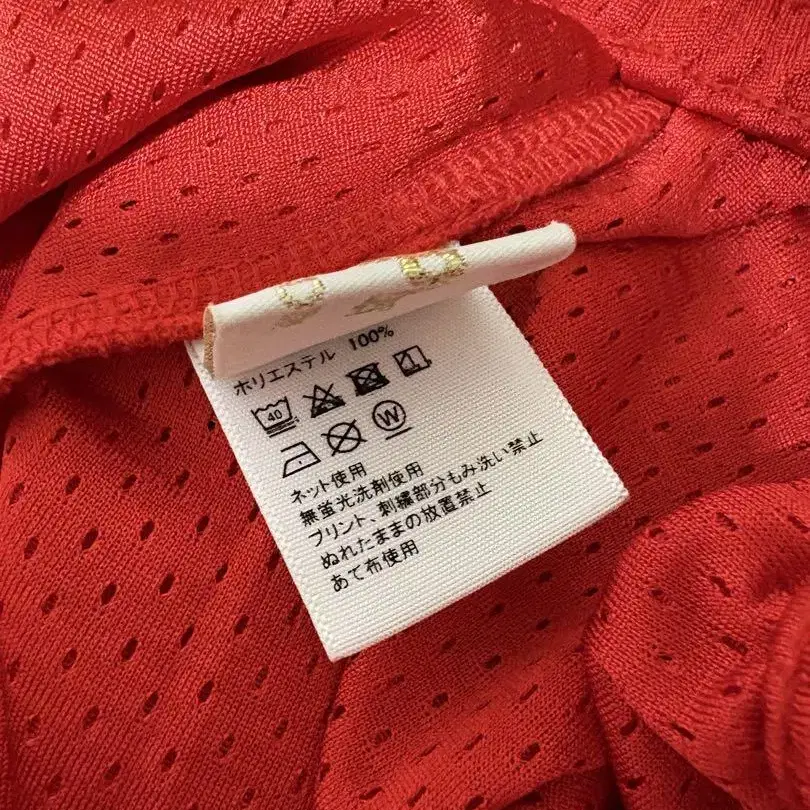 ポリエステル 100%
40
W
ネット使用
無蛍光洗剤使用
プリント、刺繍部分もみ洗い禁止
ぬれたままの放置禁止
あて布使用